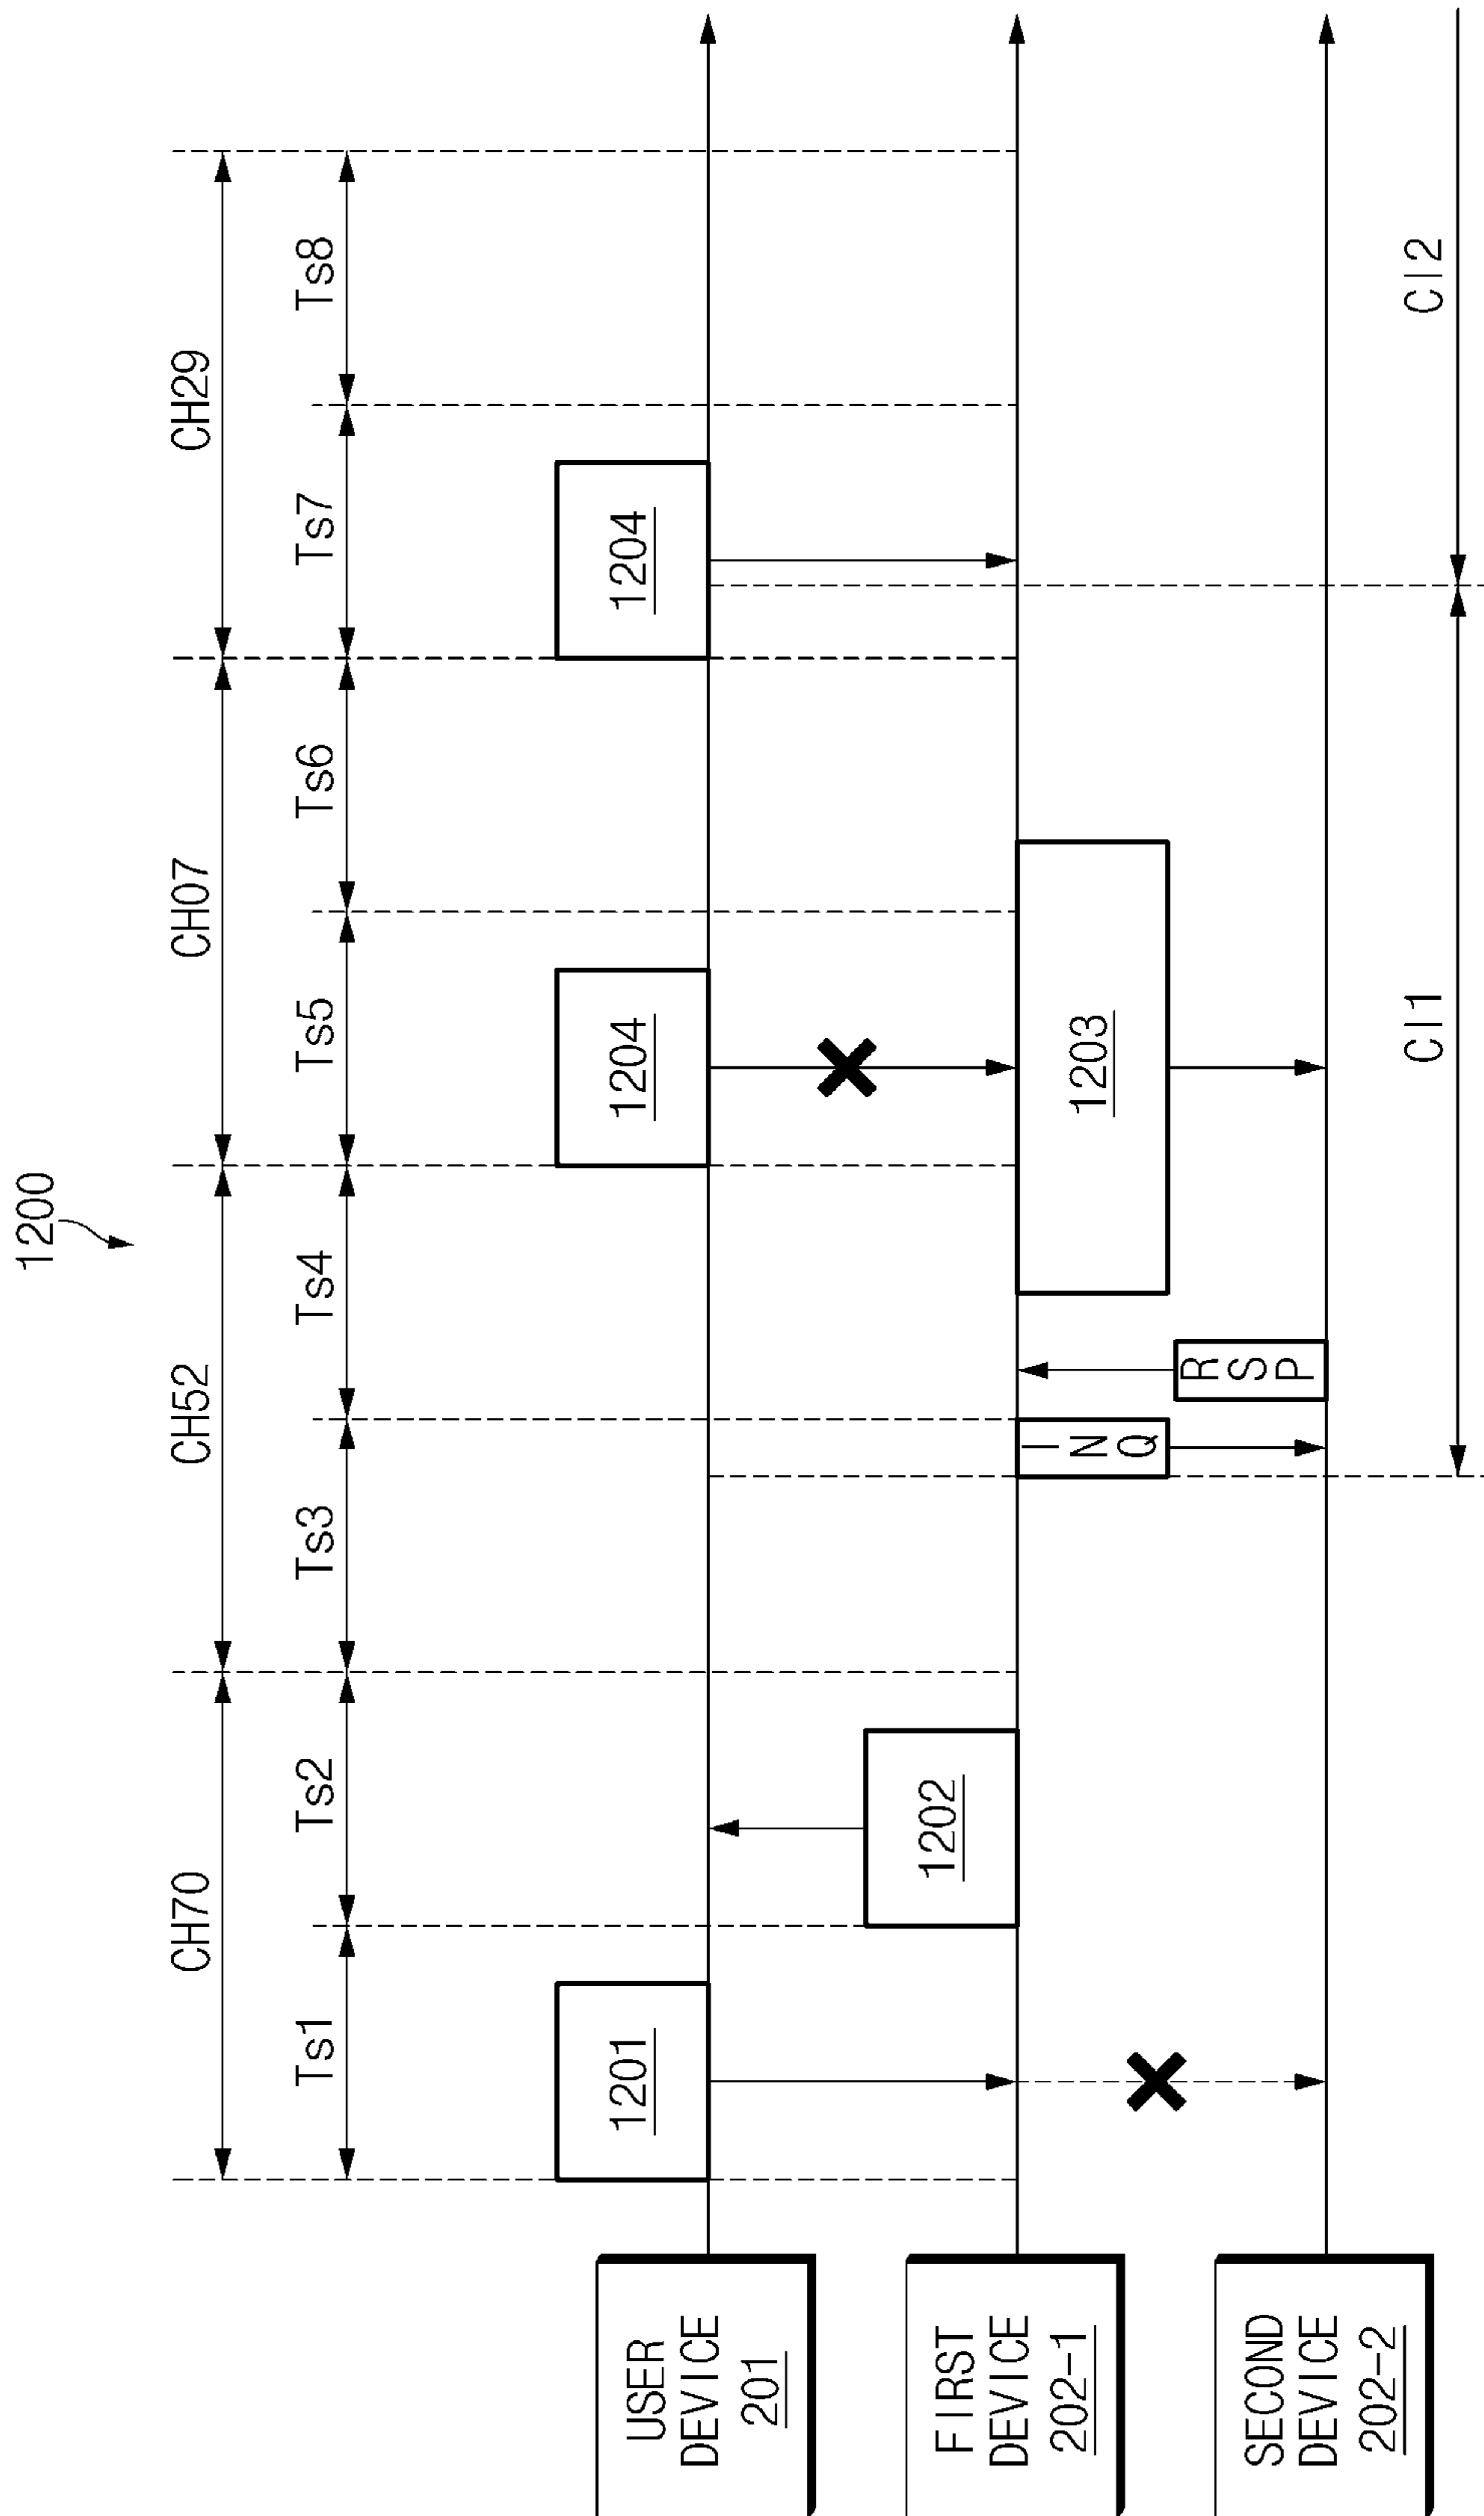 1200
CH70
CH52
CH07
CH29
Ts1
Ts2
Ts3
Ts4
Ts5
Ts6
Ts7
Ts8
USER
DEVICE
201
1201
1204
1204
FIRST
DEVICE
202-1
1202
INQ
1203
SECOND
DEVICE
202-2
RSP
CI1
CI2